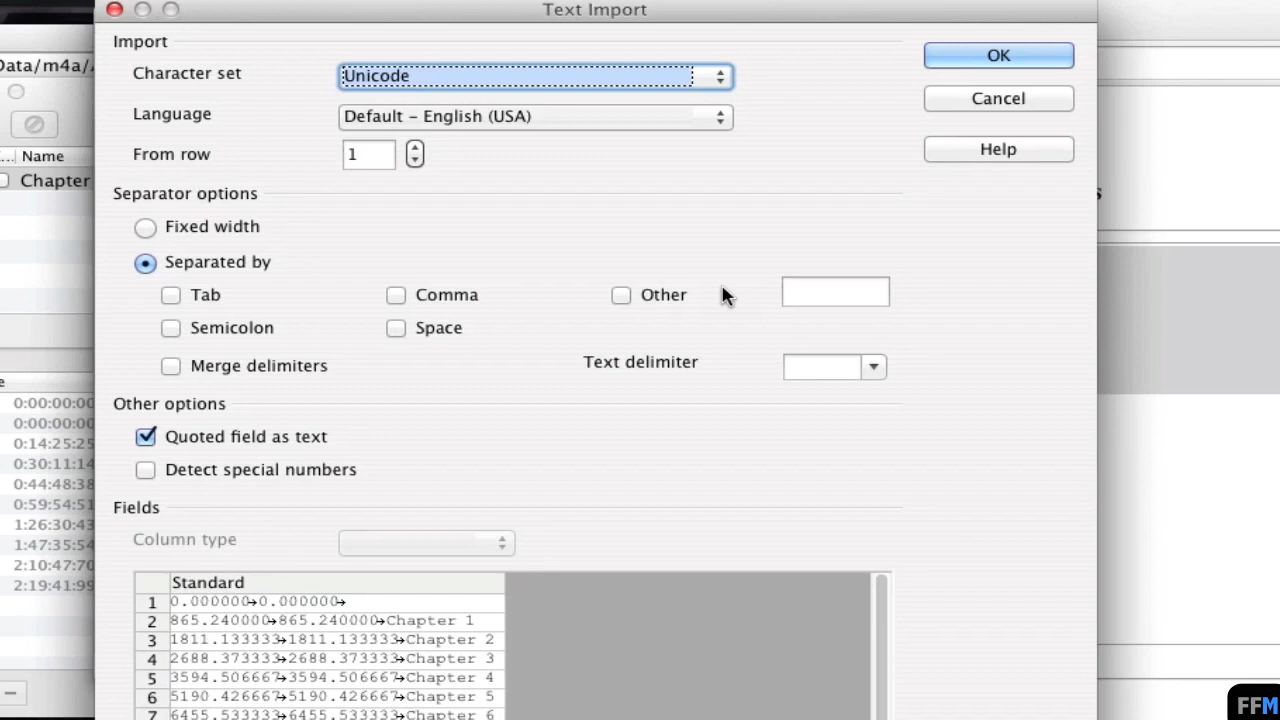 Text Import
Import
OK
Data/m4a/
Character set
Unicode
Cancel
Language
Default – English (USA)
Help
From row
1
... Name
Chapter
Separator options
s
Fixed width
Separated by
Tab
Comma
Other
Semicolon
Space
Merge delimiters
Text delimiter
e
Other options
0:00:00:00
0:00:00:00
Quoted field as text
0:14:25:25
0:30:11:14
Detect special numbers
0:44:48:38
0:59:54:51
Fields
1:26:30:43
Column type
1:47:35:54
2:10:47:70
2:19:41:99
Standard
1 0.000000→0.000000→
2 865.240000→865.240000→Chapter 1
3 1811.133333→1811.133333→Chapter 2
4 2688.373333→2688.373333→Chapter 3
5 3594.506667→3594.506667→Chapter 4
6 5190.426667→5190.426667→Chapter 5
7 6455.533333→6455.533333→Chapter 6
FFM